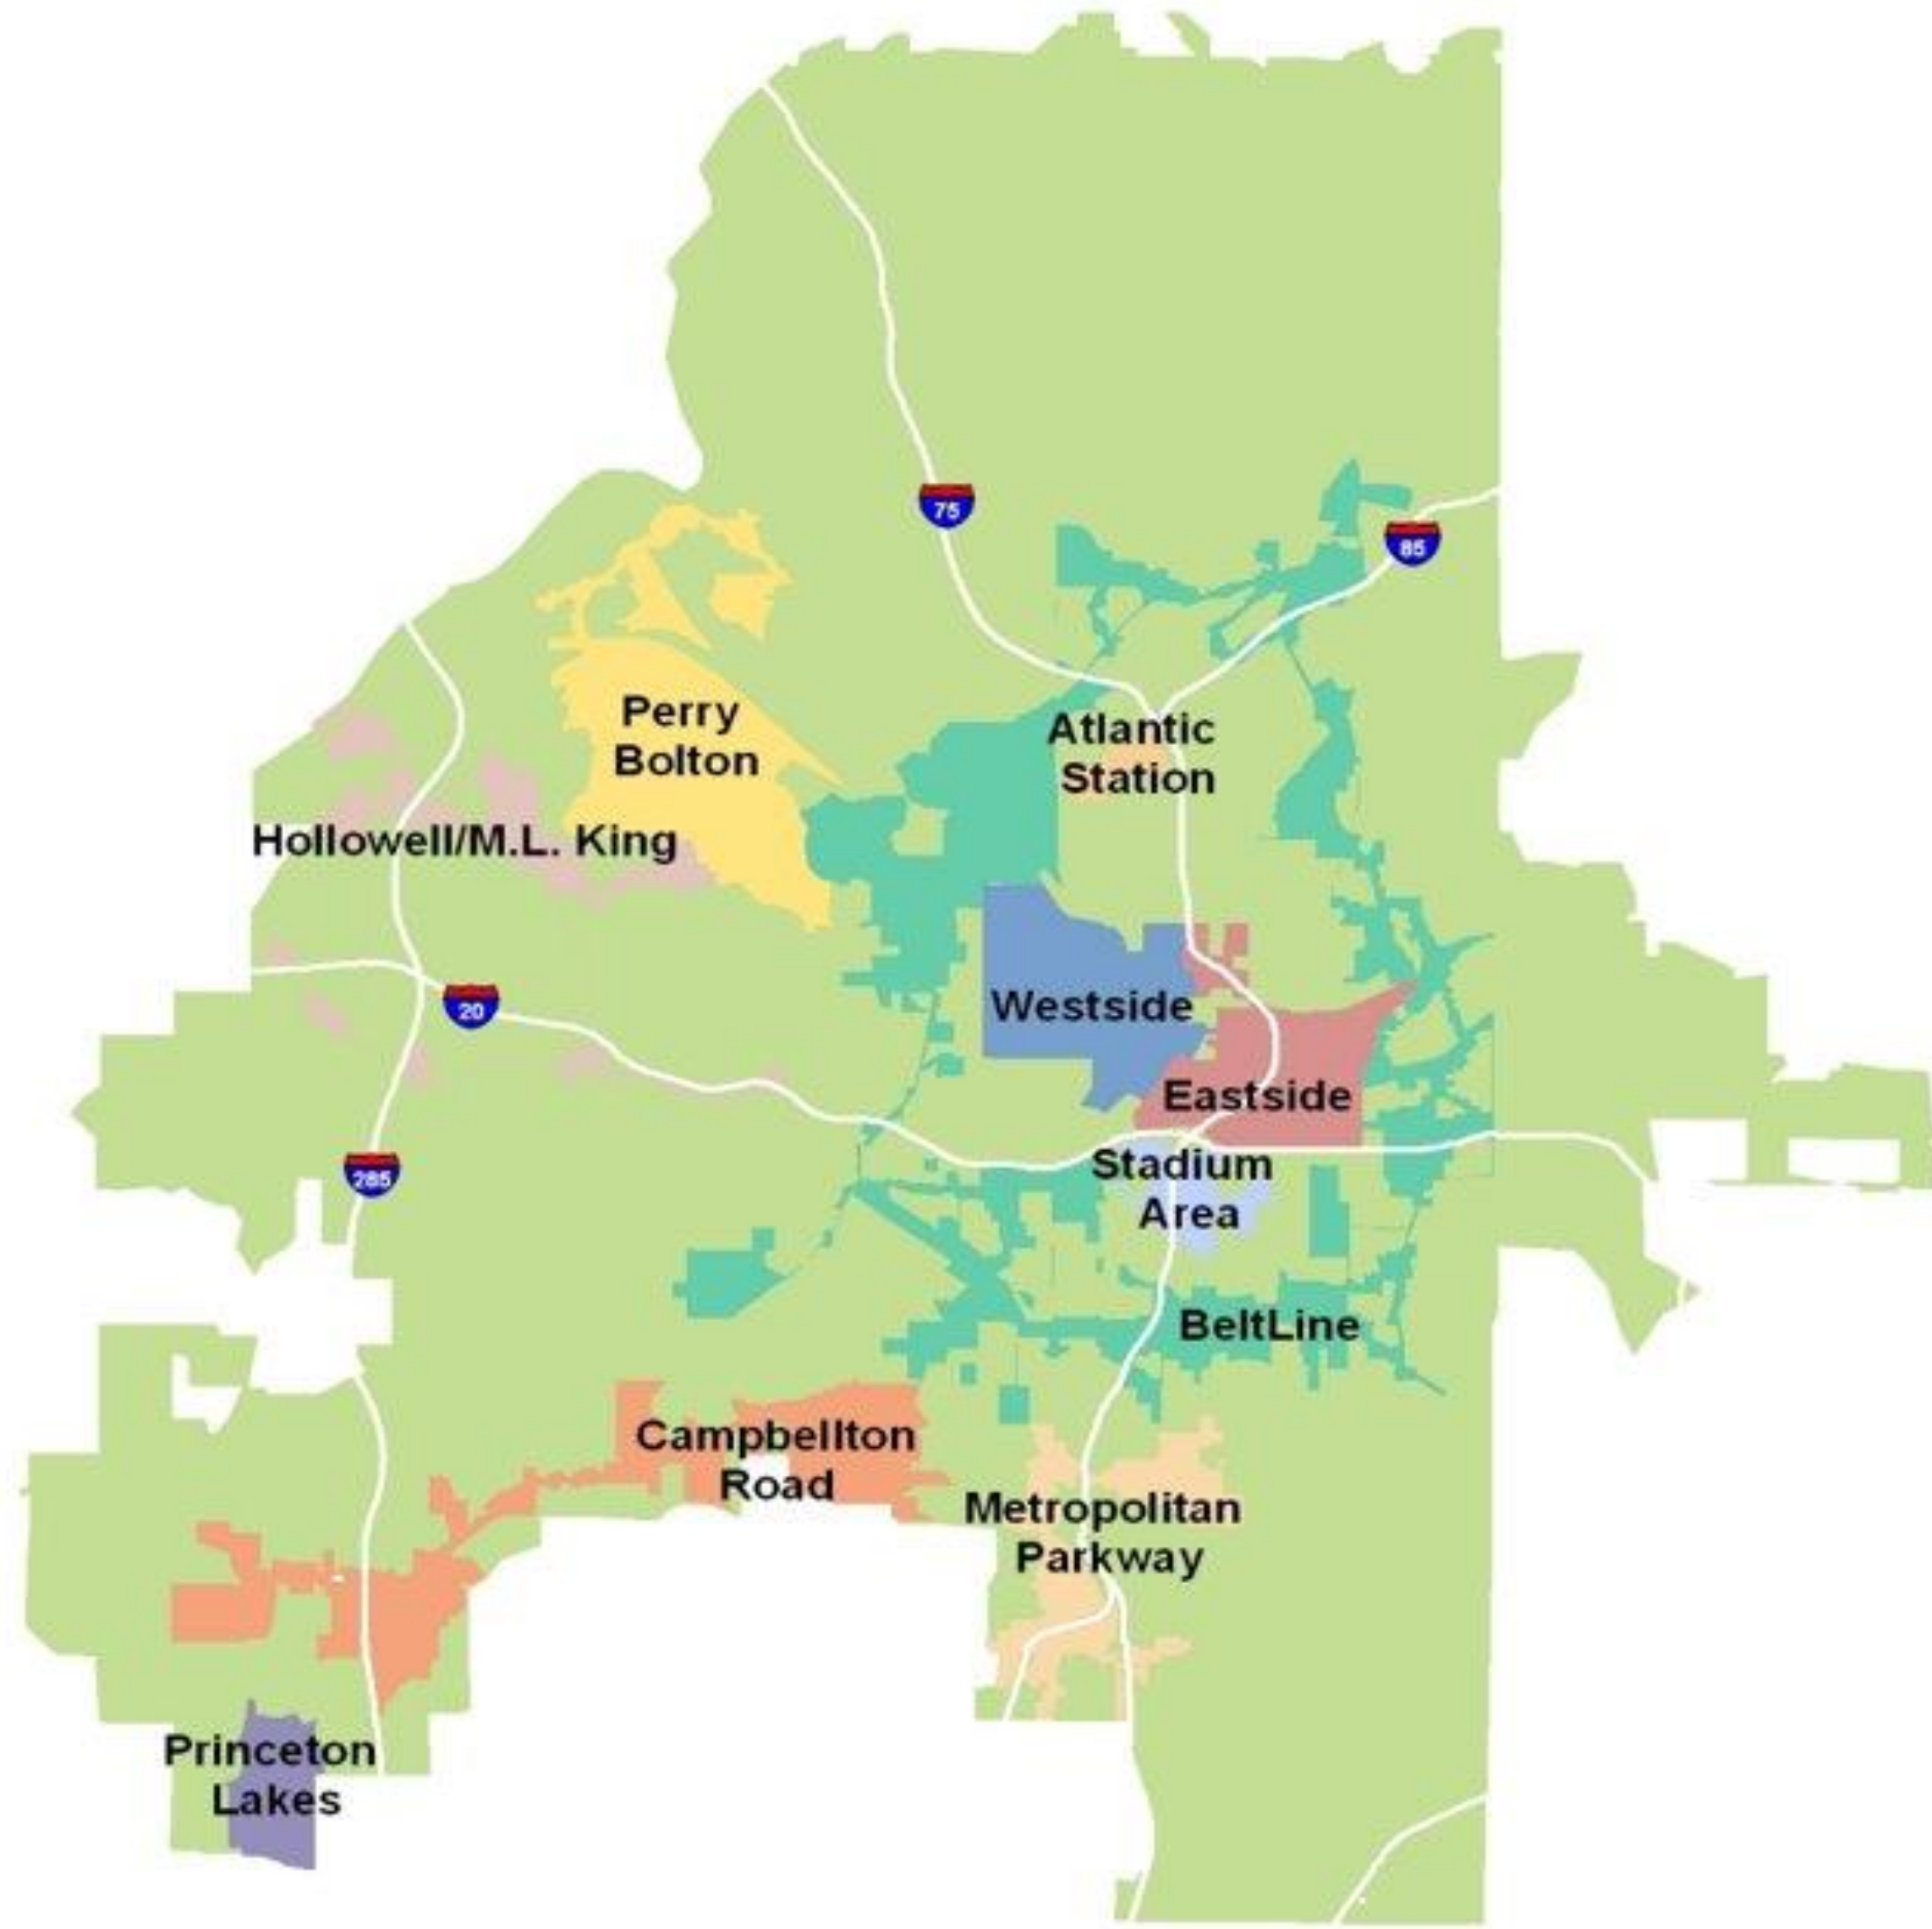 75
85
Perry
Bolton
Atlantic
Station
Hollowell/M.L. King
Westside
20
Eastside
285
Stadium
Area
BeltLine
Campbellton
Road
Metropolitan
Parkway
Princeton
Lakes